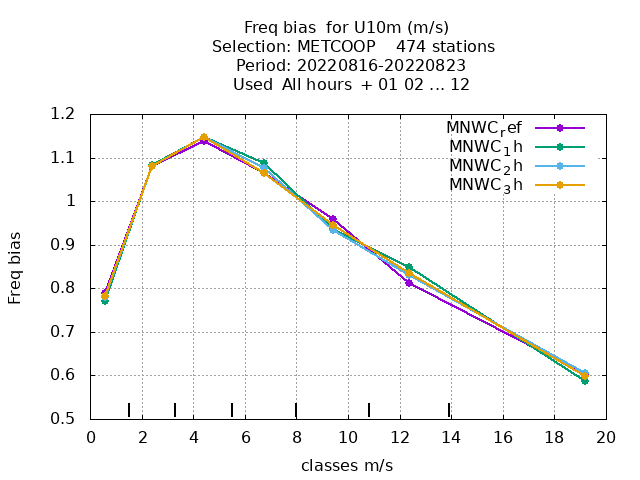 Freq bias  for U10m (m/s)
Selection: METCOOP    474 stations
Period: 20220816-20220823
Used  All hours  + 01 02 ... 12
MNWCref
MNWC1h
MNWC2h
MNWC3h
1.2
1.1
1
0.9
0.8
0.7
0.6
0.5
Freq bias
0 2 4 6 8 10 12 14 16 18 20
classes m/s